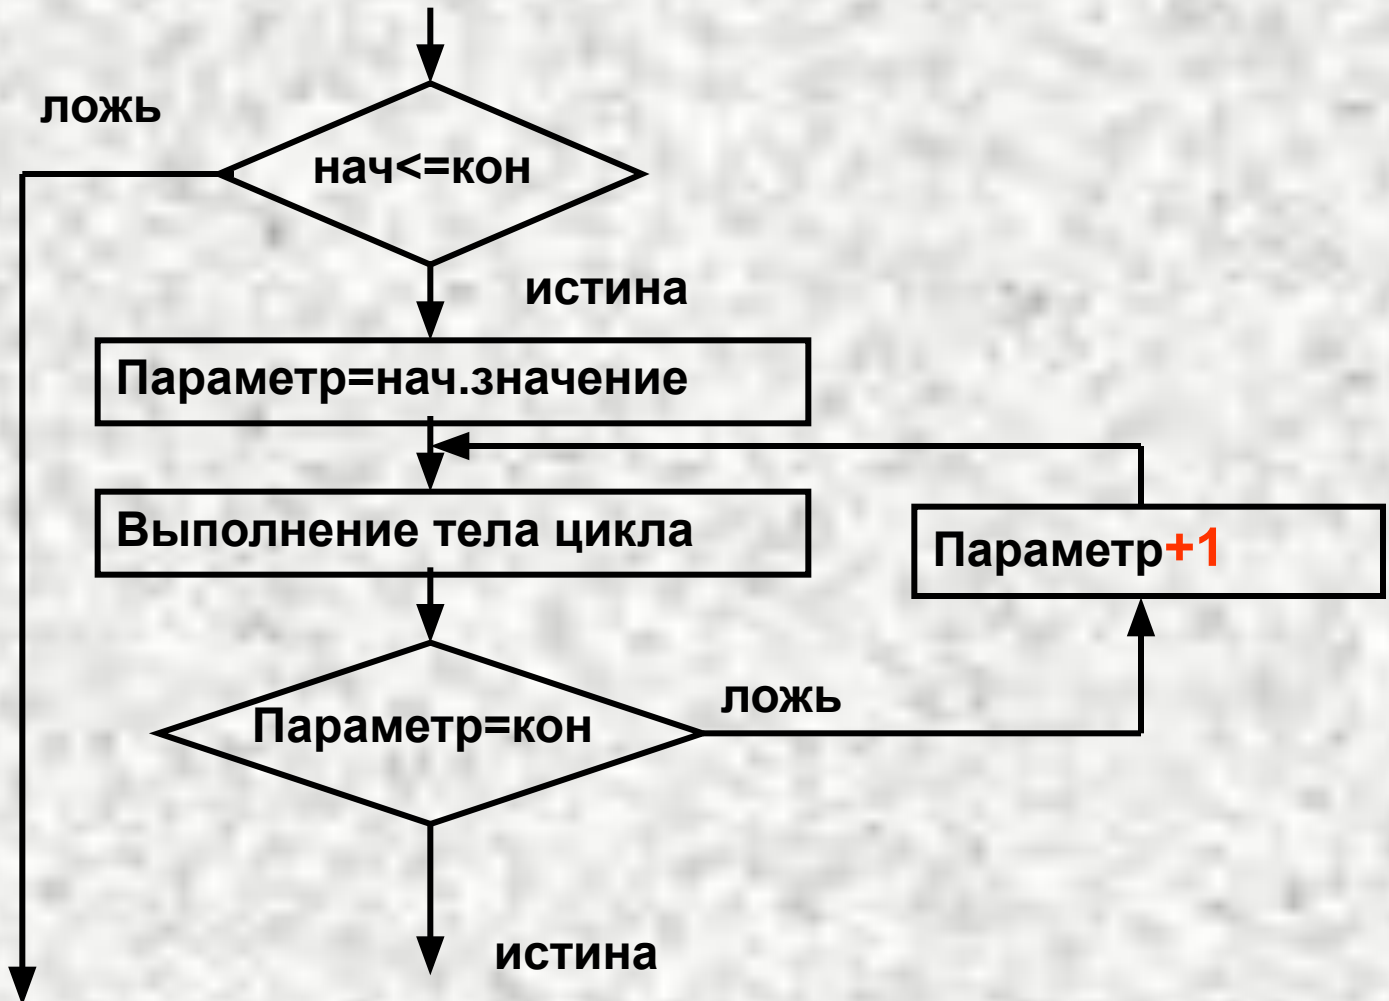 ложь
нач<=кон
истина
Параметр=нач.значение
Выполнение тела цикла
Параметр+1
ложь
Параметр=кон
истина